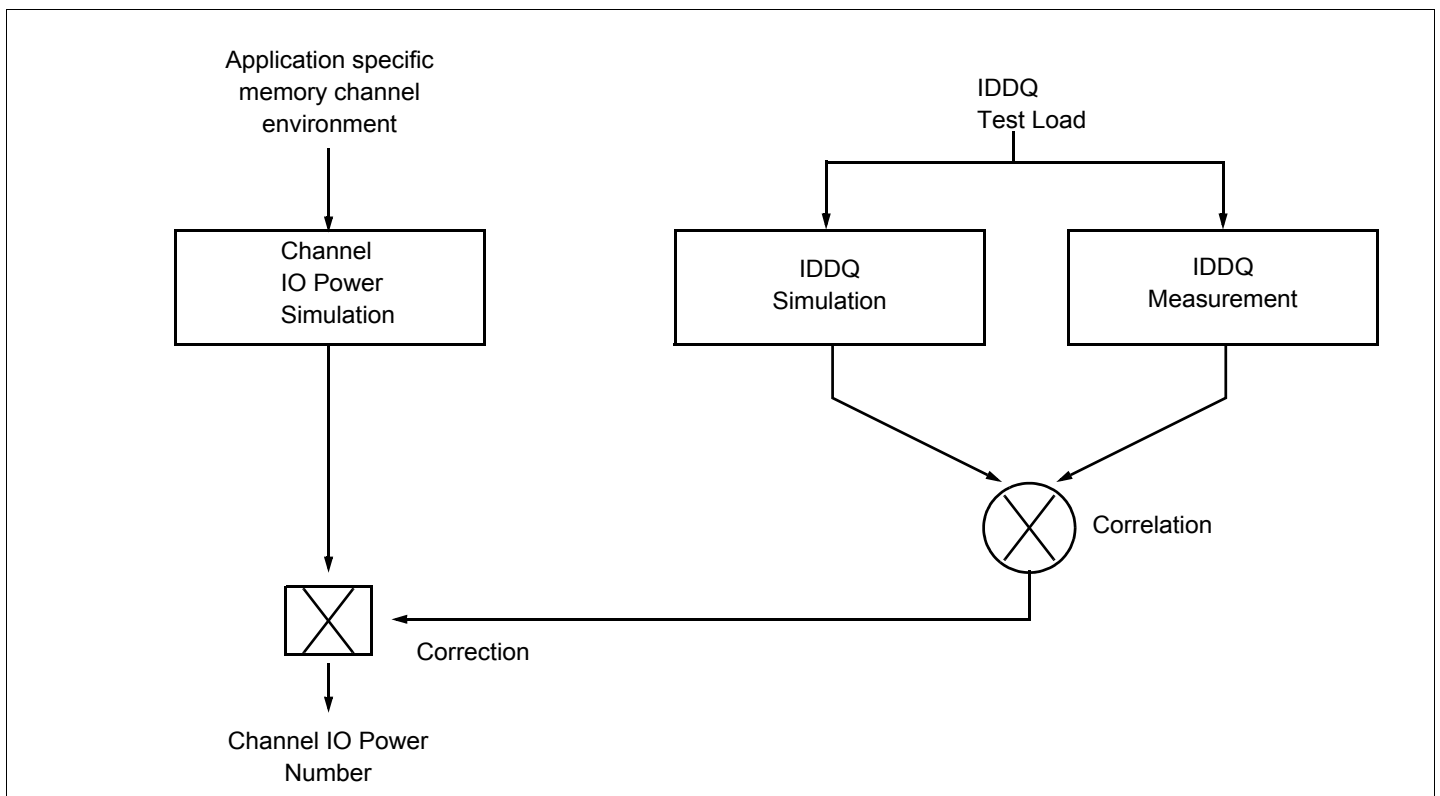 Application specific
memory channel
environment
IDDQ
Test Load
Channel
IO Power
Simulation
IDDQ
Simulation
IDDQ
Measurement
Correlation
Correction
Channel IO Power
Number